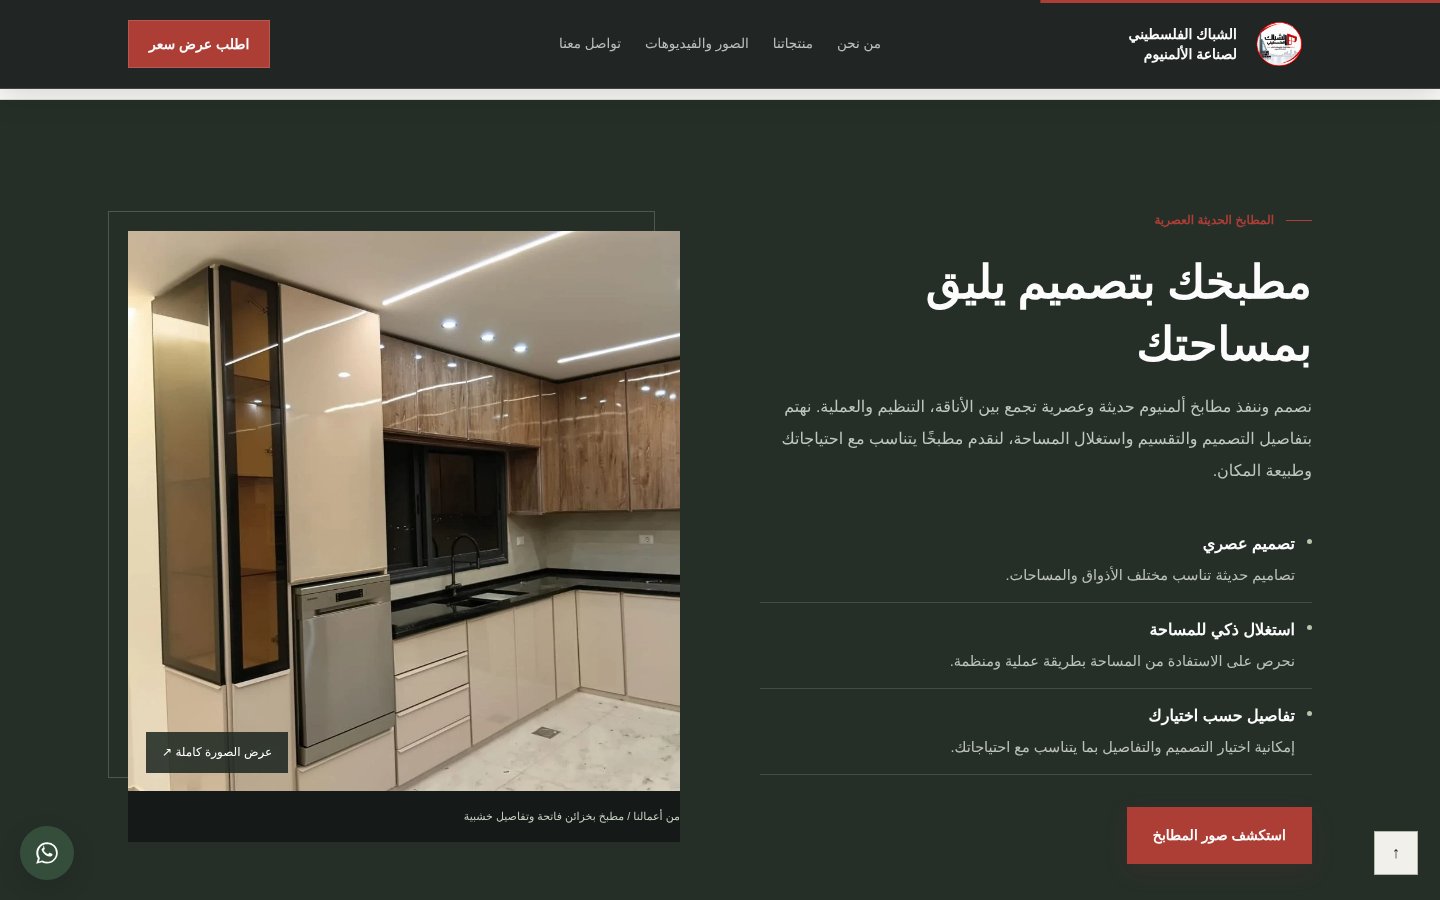 الشباك الفلسطيني
لصناعة الألمنيوم
من نحن
منتجاتنا
الصور والفيديوهات
تواصل معنا
اطلب عرض سعر
المطابخ الحديثة العصرية
مطبخك بتصميم يليق
بمساحتك
نصمم وننفذ مطابخ ألمنيوم حديثة وعصرية تجمع بين الأناقة، التنظيم والعملية. نهتم
بتفاصيل التصميم والتقسيم واستغلال المساحة، لنقدم مطبخًا يتناسب مع احتياجاتك
وطبيعة المكان.
تصميم عصري
تصاميم حديثة تناسب مختلف الأذواق والمساحات.
استغلال ذكي للمساحة
نحرص على الاستفادة من المساحة بطريقة عملية ومنظمة.
تفاصيل حسب اختيارك
إمكانية اختيار التصميم والتفاصيل بما يتناسب مع احتياجاتك.
استكشف صور المطابخ
عرض الصورة كاملة ↗
من أعمالنا / مطبخ بخزائن فاتحة وتفاصيل خشبية
↑